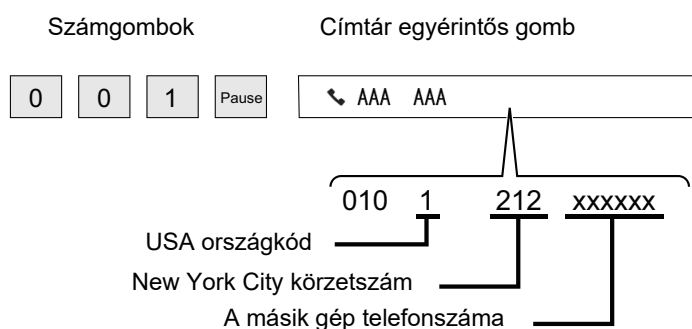 Számgombok Címtár egyérintős gomb
0 0 1 Pause AAA AAA
010 1 212 xxxxxx
USA országkód
New York City körzetszám
A másik gép telefonszáma